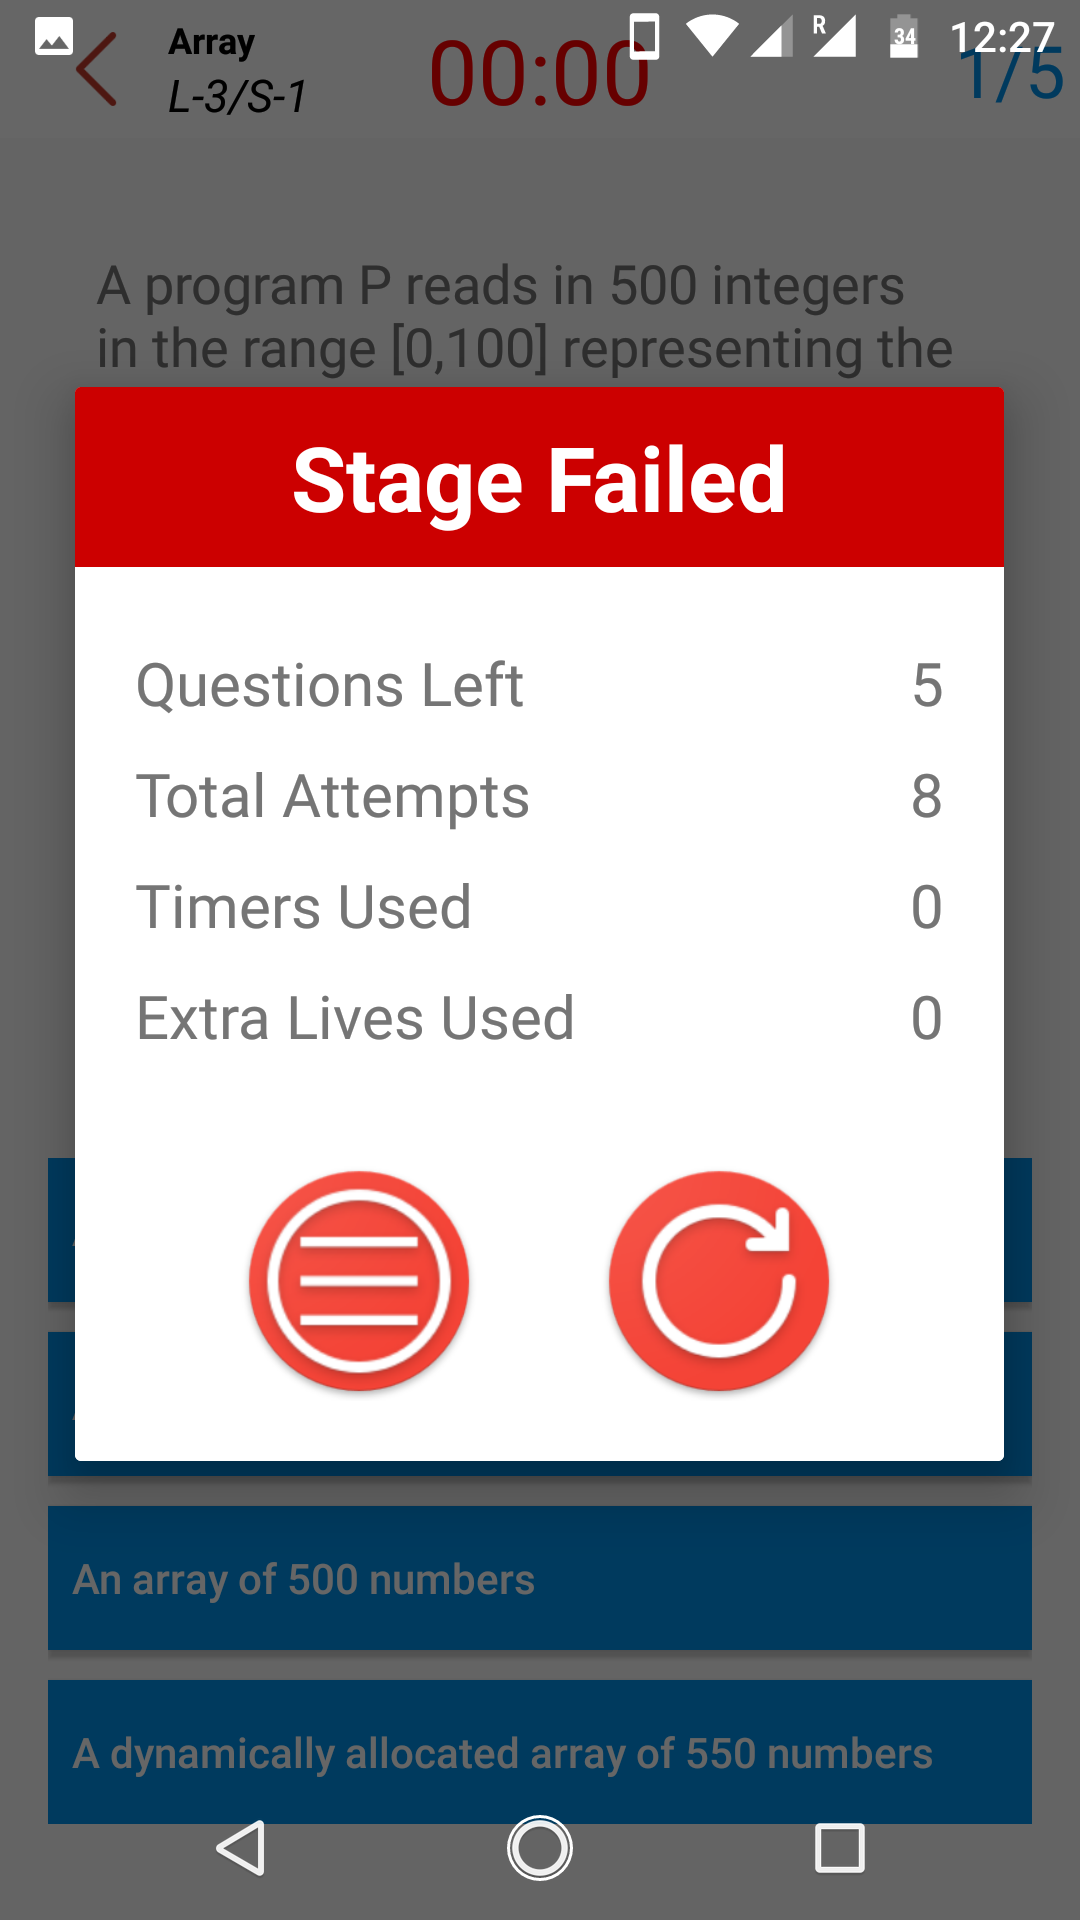 R
34
12:27
Array
L-3/S-1
00:00
1/5
A program P reads in 500 integers
in the range [0,100] representing the
Stage Failed
Questions Left 5
Total Attempts 8
Timers Used 0
Extra Lives Used 0
An array of 500 numbers
A dynamically allocated array of 550 numbers